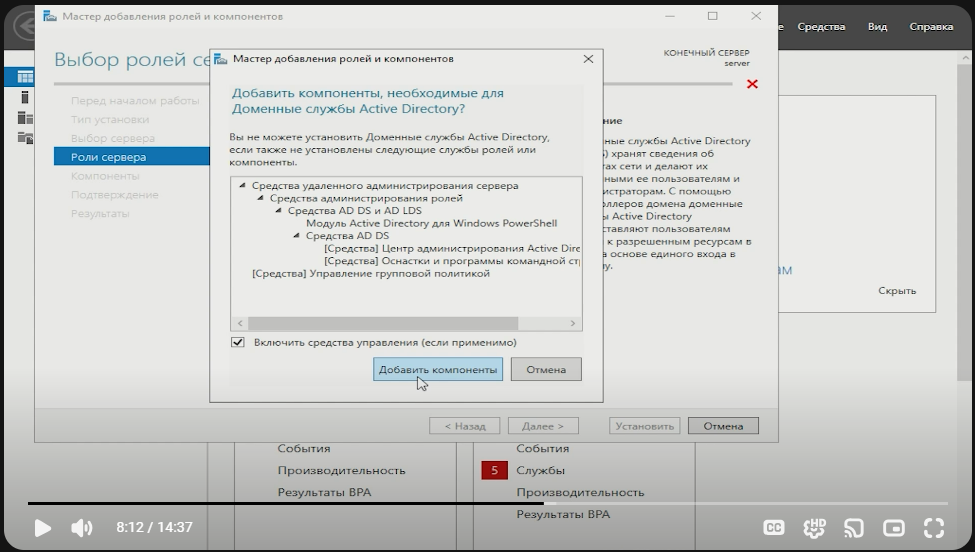 Мастер добавления ролей и компонентов
Средства Вид Справка
Выбор ролей се
КОНЕЧНЫЙ СЕРВЕР
server
Перед началом работы
Тип установки
Выбор сервера
Роли сервера
Компоненты
Подтверждение
Результаты
Мастер добавления ролей и компонентов
Добавить компоненты, необходимые для
Доменные службы Active Directory?
Вы не можете установить Доменные службы Active Directory,
если также не установлены следующие службы ролей или
компоненты.
Средства удаленного администрирования сервера
Средства администрирования ролей
Средства AD DS и AD LDS
Модуль Active Directory для Windows PowerShell
Средства AD DS
[Средства] Центр администрирования Active Dire
[Средства] Оснастки и программы командной ст
[Средства] Управление групповой политикой
Включить средства управления (если применимо)
Добавить компоненты Отмена
ние
ные службы Active Directory
) хранят сведения об
тах сети и делают их
ными ее пользователям и
истраторам. С помощью
оллеров домена доменные
ы Active Directory
ставляют пользователям
к разрешенным ресурсам в
а основе единого входа в
у.
ам
Скрыть
< Назад Далее > Установить Отмена
События
Производительность
Результаты BPA
События
5 Службы
Производительность
Результаты BPA
8:12 / 14:37
CC HD